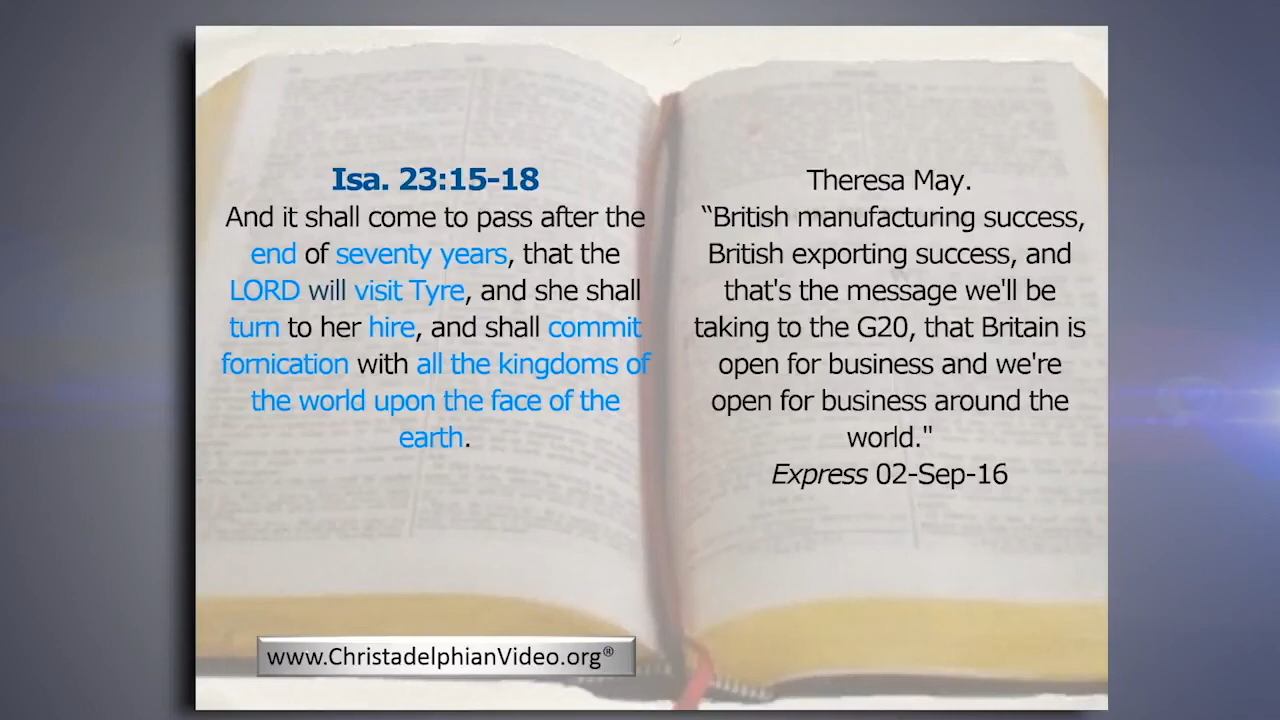 Isa. 23:15-18
And it shall come to pass after the
end of seventy years, that the
LORD will visit Tyre, and she shall
turn to her hire, and shall commit
fornication with all the kingdoms of
the world upon the face of the
earth.
Theresa May.
“British manufacturing success,
British exporting success, and
that's the message we'll be
taking to the G20, that Britain is
open for business and we're
open for business around the
world."
Express 02-Sep-16
www.ChristadelphianVideo.org®